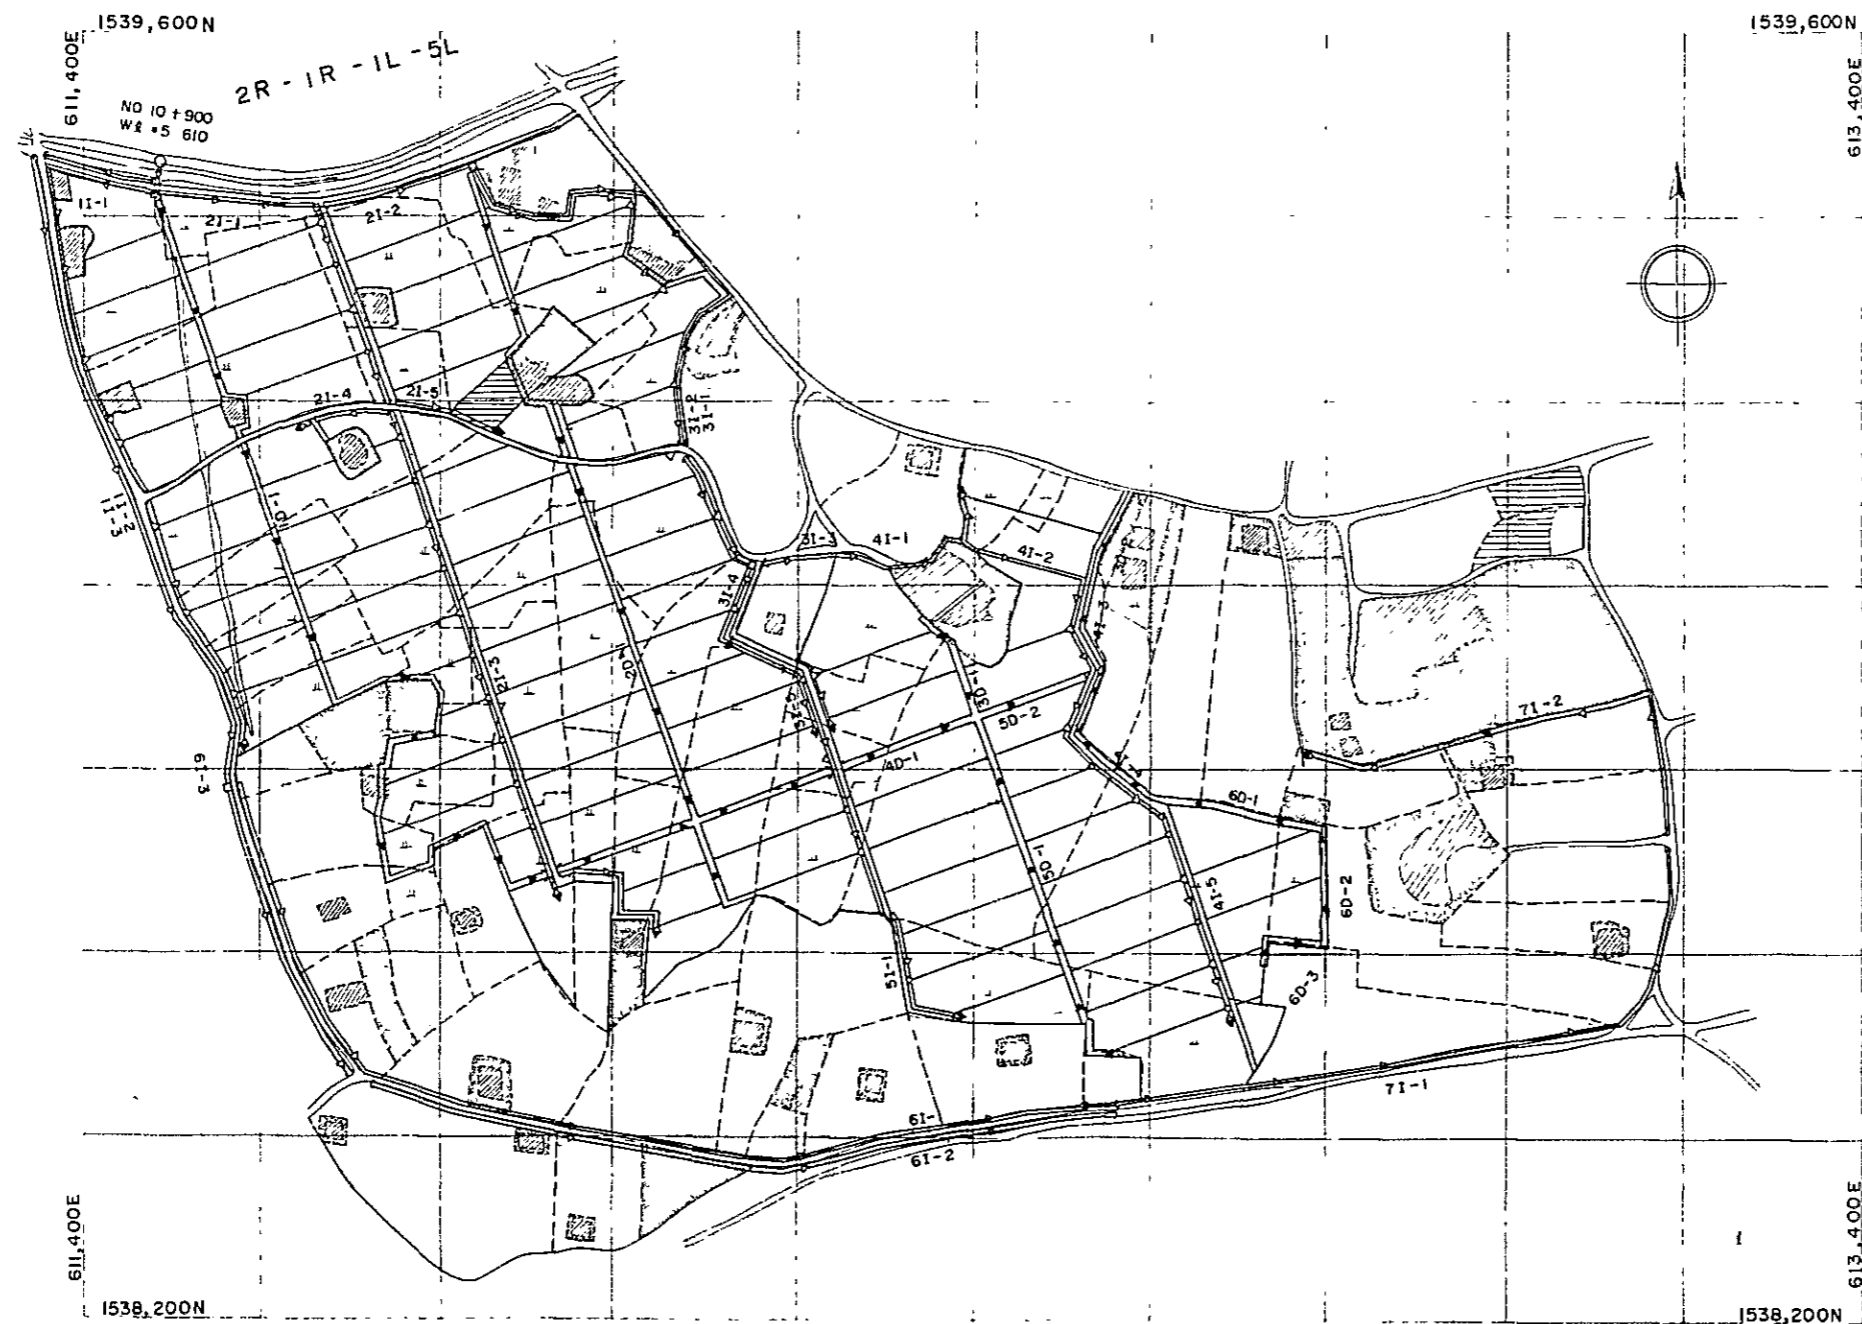 1539,600N
1539,600N
611,400E
613,400E
2R - 1R - 1L - 5L
NO 10 + 900
1I-1
2I-1
2I-2
2I-4
2I-5
3I-2
3I-1
1I-2
1I-3
1D-1
3I-3
4I-1
4I-2
3I-4
4I-3
2D-1
2I-3
3I-5
3D-1
5D-2
4D-1
7I-2
6I-3
6D-1
5D-1
4I-5
6D-2
5I-1
6D-3
6I-
6I-2
7I-1
611,400E
613,400E
1538,200N
1538,200N